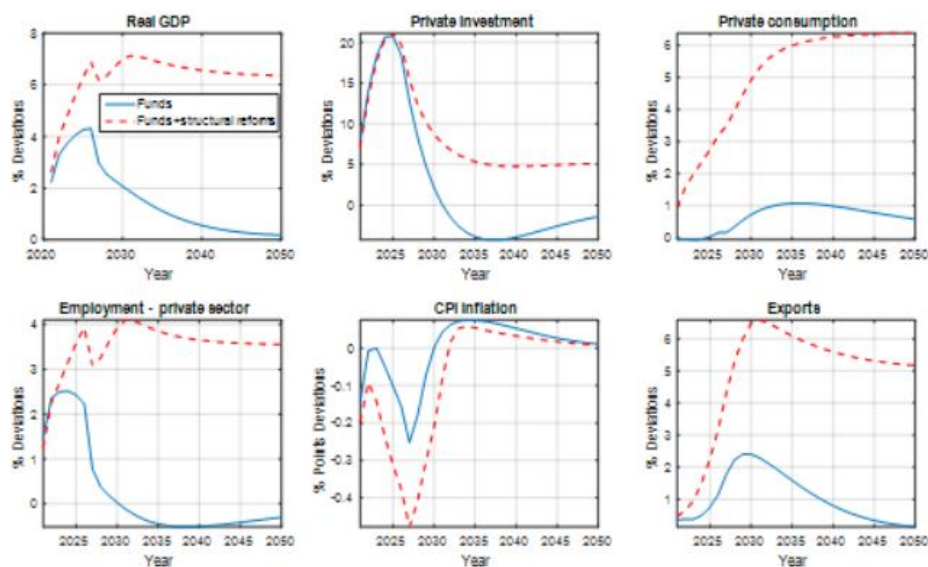 Real GDP
% Deviations
8
6
4
2
0
2020 2025 2030 2035 2040 2045 2050
Year
Funds
Funds+structural reforms
Private Investment
% Deviations
20
15
10
5
0
2025 2030 2035 2040 2045 2050
Year
Private consumption
% Deviations
6
5
4
3
2
1
0
2025 2030 2035 2040 2045 2050
Year
Employment - private sector
% Deviations
4
3
2
1
0
2025 2030 2035 2040 2045 2050
Year
CPI Inflation
% Points Deviations
0
-0.1
-0.2
-0.3
-0.4
2025 2030 2035 2040 2045 2050
Year
Exports
% Deviations
6
5
4
3
2
1
2025 2030 2035 2040 2045 2050
Year